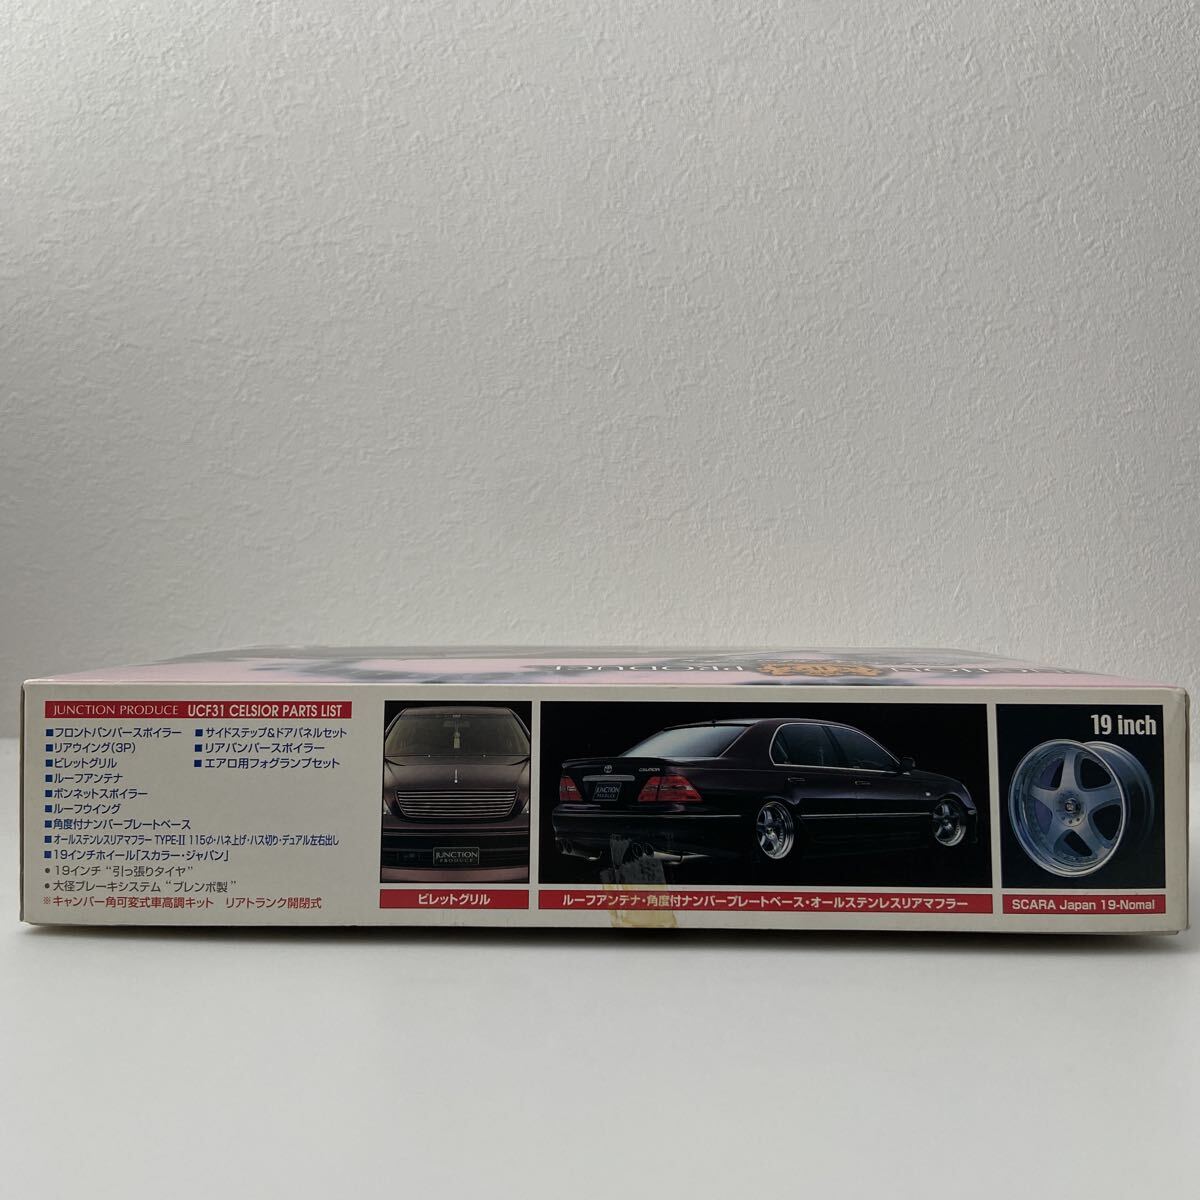 PRODUCT
JUNCTION PRODUCE UCF31 CELSIOR PARTS LIST
■フロントバンパースポイラー
■リアウイング(3P)
■ビレットグリル
■ルーフアンテナ
■ボンネットスポイラー
■ルーフウイング
■角度付ナンバープレートベース
■サイドステップ&ドアパネルセット
■リアバンパースポイラー
■エアロ用フォグランプセット
■オールステンレスリアマフラー TYPE-II 115φ・ハネ上げ・ハス切り・デュアル左右出し
■19インチホイール「スカラー・ジャパン」
• 19インチ “引っ張りタイヤ”
• 大径ブレーキシステム “ブレンボ製”
※キャンバー角可変式車高調キット リアトランク開閉式
JUNCTION
PRODUCE
ビレットグリル
CELSIOR
JUNCTION
PRODUCE
ルーフアンテナ・角度付ナンバープレートベース・オールステンレスリアマフラー
19 inch
SCARA Japan 19-Nomal